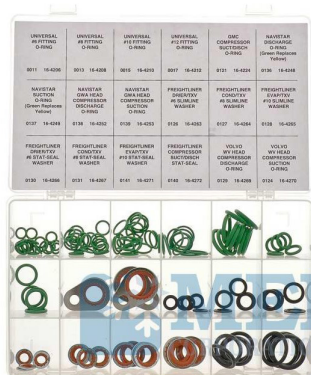 UNIVERSAL
#6 FITTING
O-RING
0011 16-4206
UNIVERSAL
#8 FITTING
O-RING
0013 16-4208
UNIVERSAL
#10 FITTING
O-RING
0015 16-4210
UNIVERSAL
#12 FITTING
O-RING
0017 16-4212
GMC
COMPRESSOR
SUCT/DISCH
O-RING
0121 16-4224
NAVISTAR
DISCHARGE
O-RING
(Green Replaces
Yellow)
0136 16-4248
NAVISTAR
SUCTION
O-RING
(Green Replaces
Yellow)
0137 16-4249
NAVISTAR
GWA HEAD
COMPRESSOR
DISCHARGE
O-RING
0138 16-4252
NAVISTAR
GWA HEAD
COMPRESSOR
SUCTION
O-RING
0139 16-4253
FREIGHTLINER
DRIER/TXV
#6 SLIMLINE
WASHER
0126 16-4263
FREIGHTLINER
COND/TXV
#8 SLIMLINE
WASHER
0127 16-4264
FREIGHTLINER
EVAP/TXV
#10 SLIMLINE
WASHER
0128 16-4265
FREIGHTLINER
DRIER/TXV
#6 STAT-SEAL
WASHER
0130 16-4266
FREIGHTLINER
COND/TXV
#8 STAT-SEAL
WASHER
0131 16-4267
FREIGHTLINER
EVAP/TXV
#10 STAT-SEAL
WASHER
0141 16-4271
FREIGHTLINER
COMPRESSOR
SUCT/DISCH
STAT-SEAL
0140 16-4272
VOLVO
WV HEAD
COMPRESSOR
DISCHARGE
O-RING
0125 16-4268
VOLVO
WV HEAD
COMPRESSOR
SUCTION
O-RING
0124 16-4270